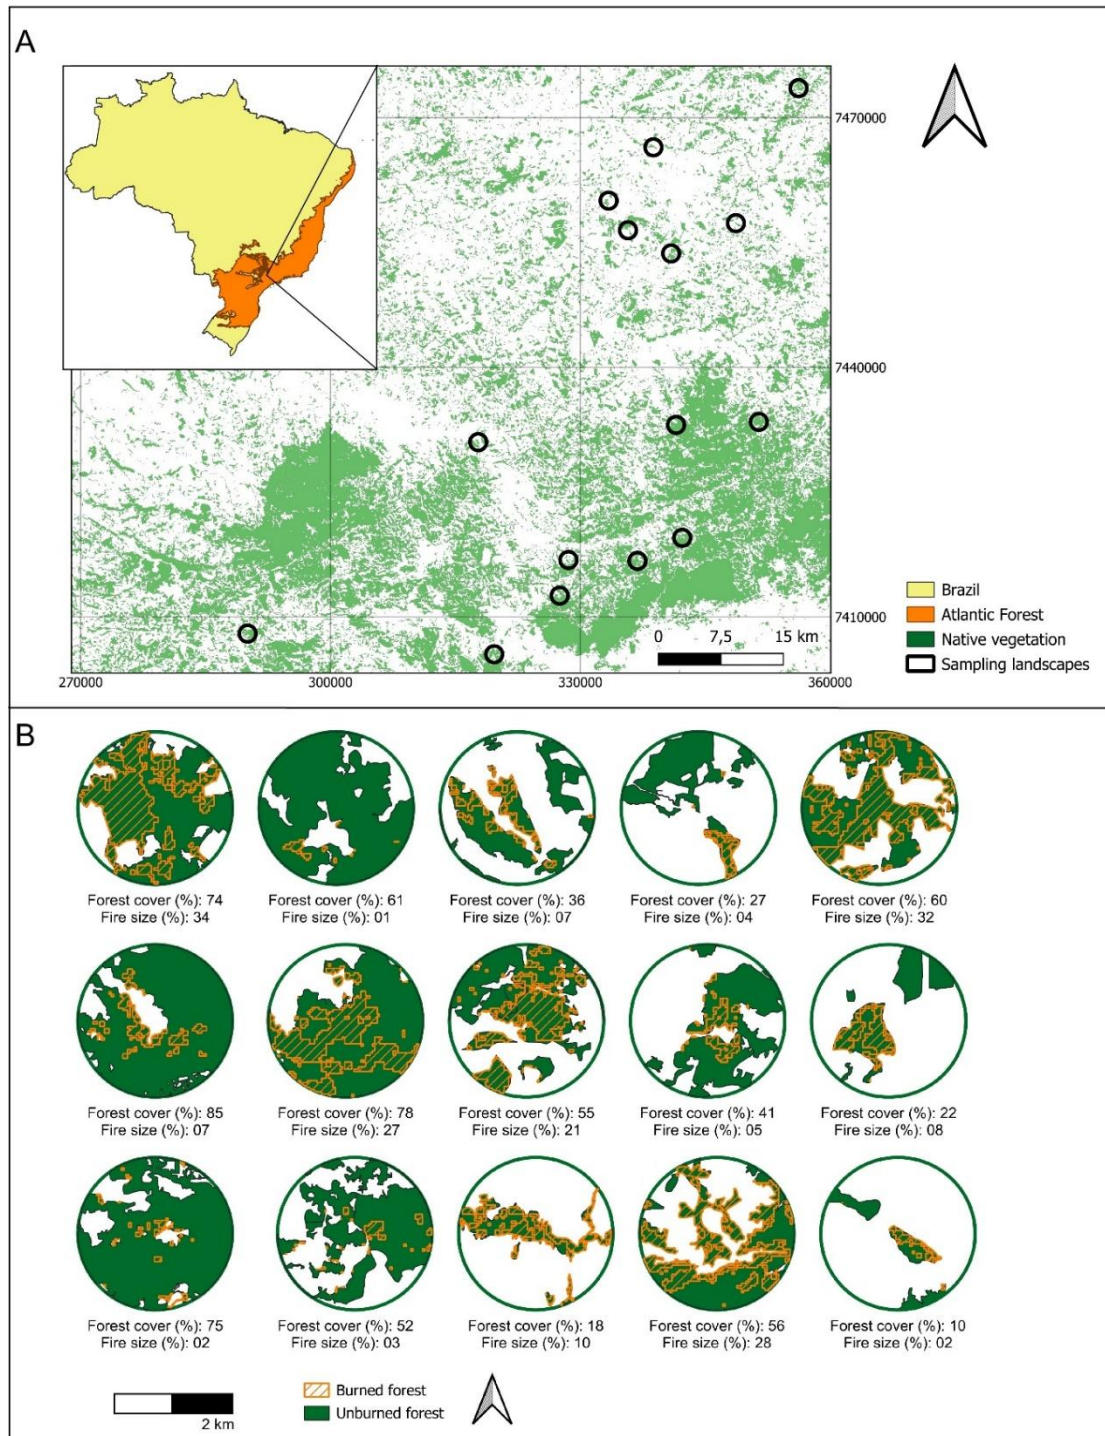 A
7470000
7440000
7410000
0 7,5 15 km
270000 300000 330000 360000
Brazil
Atlantic Forest
Native vegetation
Sampling landscapes
B
Forest cover (%): 74
Fire size (%): 34
Forest cover (%): 61
Fire size (%): 01
Forest cover (%): 36
Fire size (%): 07
Forest cover (%): 27
Fire size (%): 04
Forest cover (%): 60
Fire size (%): 32
Forest cover (%): 85
Fire size (%): 07
Forest cover (%): 78
Fire size (%): 27
Forest cover (%): 55
Fire size (%): 21
Forest cover (%): 41
Fire size (%): 05
Forest cover (%): 22
Fire size (%): 08
Forest cover (%): 75
Fire size (%): 02
Forest cover (%): 52
Fire size (%): 03
Forest cover (%): 18
Fire size (%): 10
Forest cover (%): 56
Fire size (%): 28
Forest cover (%): 10
Fire size (%): 02
2 km
Burned forest
Unburned forest